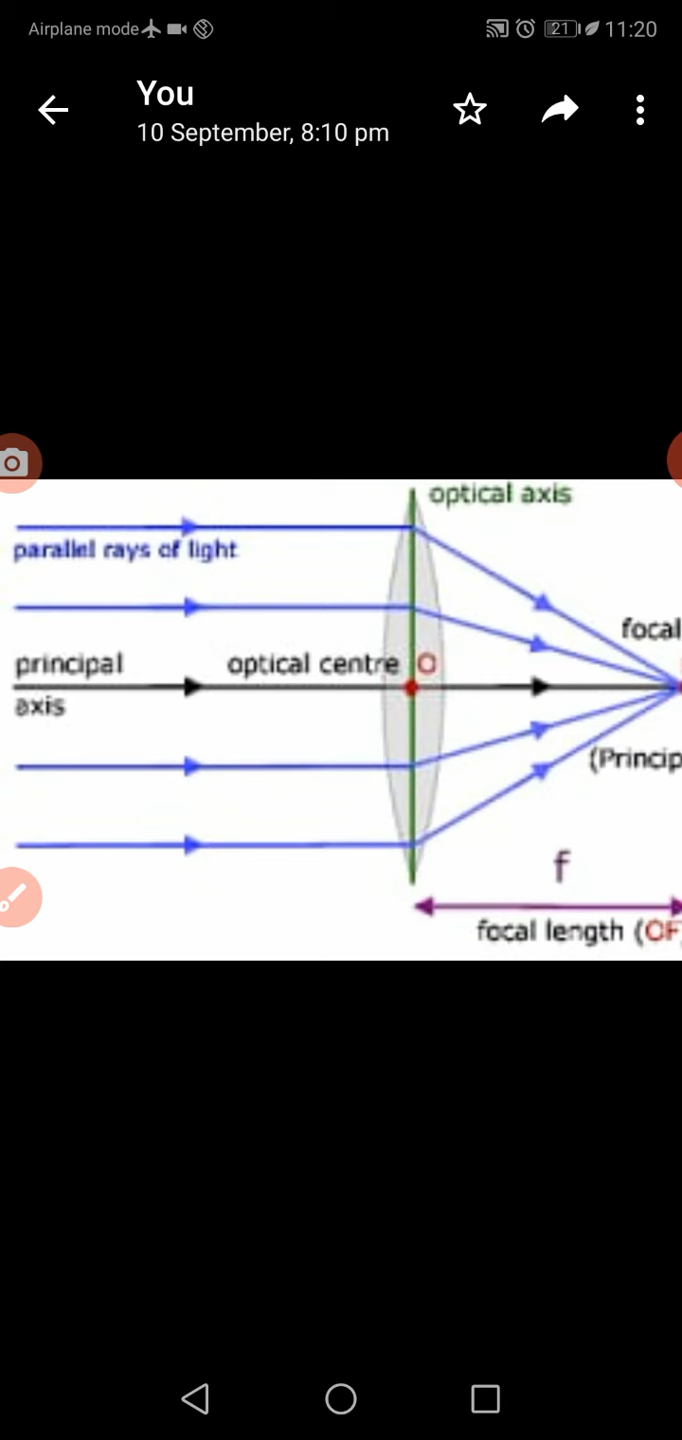 Airplane mode 21 11:20
You
10 September, 8:10 pm
optical axis
parallel rays of light
focal
principal optical centre O
axis
(Princip
f
focal length (OF